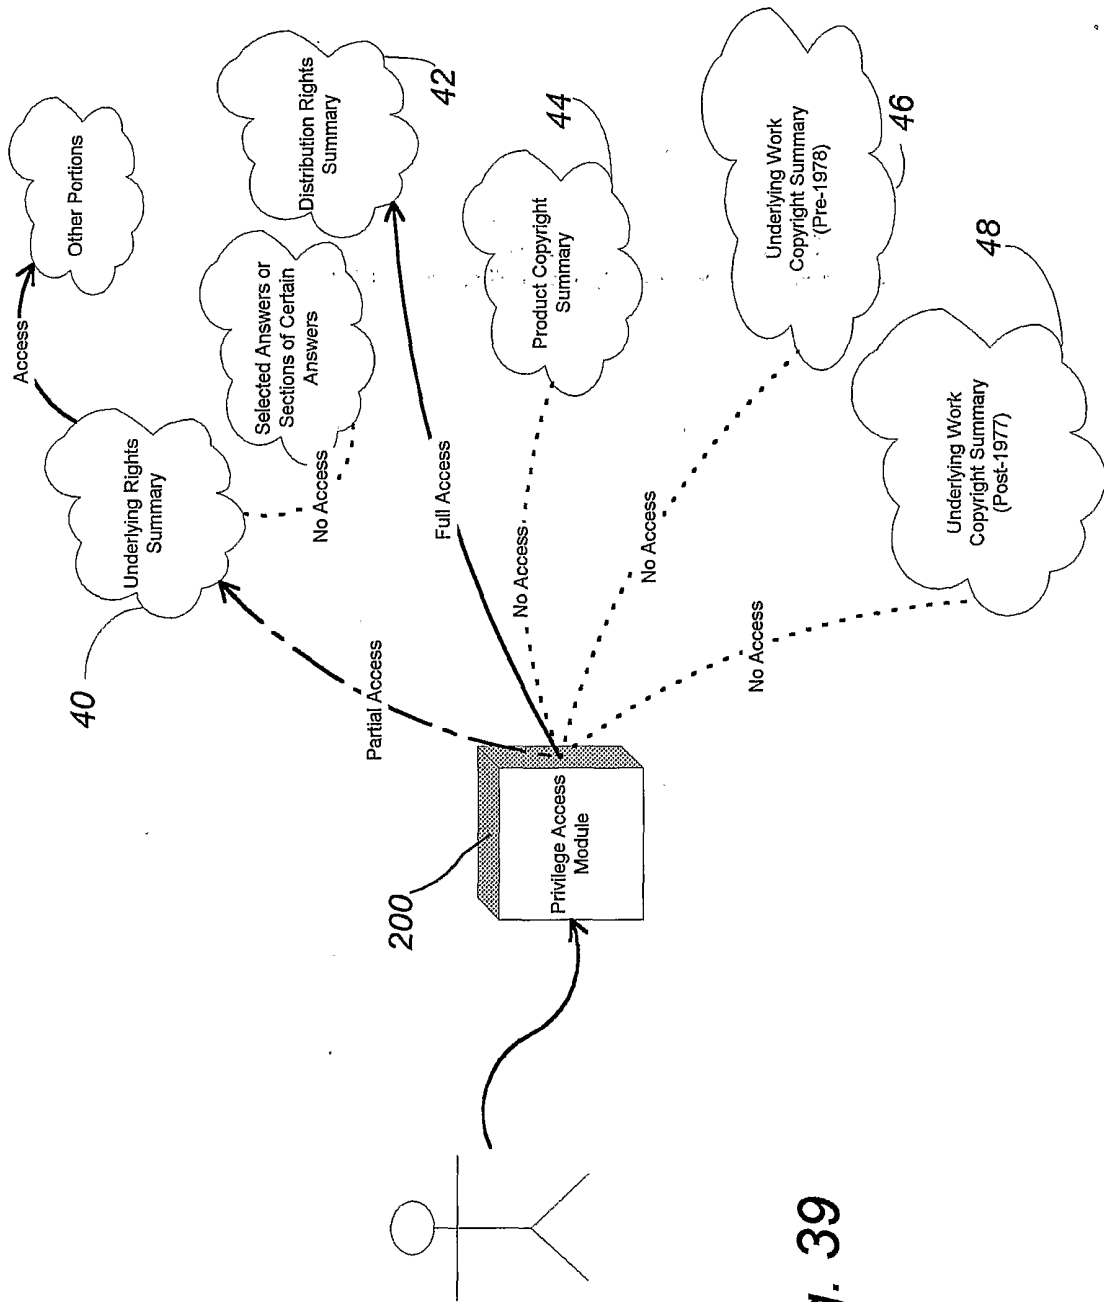 Other Portions
Access
Underlying Rights
Summary
40
Selected Answers or
Sections of Certain
Answers
No Access
Distribution Rights
Summary
42
Partial Access
Full Access
Product Copyright
Summary
44
No Access
Underlying Work
Copyright Summary
(Pre-1978)
46
No Access
Underlying Work
Copyright Summary
(Post-1977)
48
No Access
Privilege Access
Module
200
39